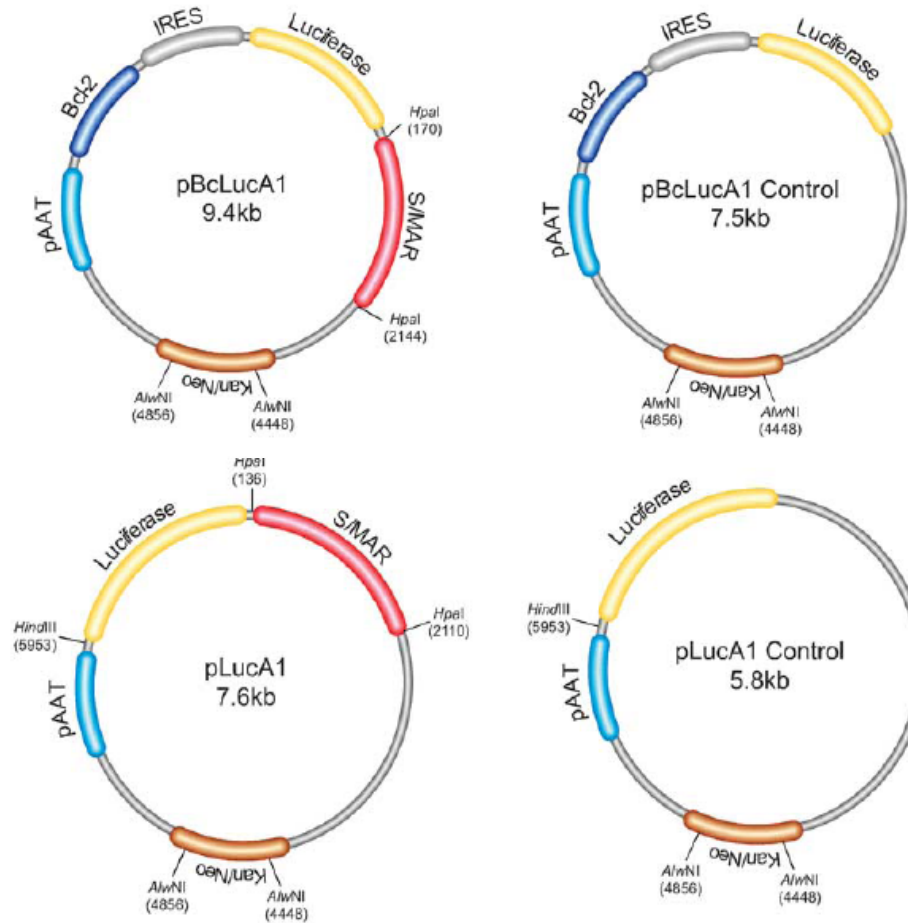 IRES
Luciferase
Bcl-2
HpaI
(170)
pBcLucA1
9.4kb
S/MAR
pAAT
HpaI
(2144)
Kan/Neo
AlwNI
(4856)
AlwNI
(4448)
IRES
Luciferase
Bcl-2
pBcLucA1 Control
7.5kb
pAAT
Kan/Neo
AlwNI
(4856)
AlwNI
(4448)
HpaI
(136)
Luciferase
S/MAR
HindIII
(5953)
HpaI
(2110)
pLucA1
7.6kb
pAAT
Kan/Neo
AlwNI
(4856)
AlwNI
(4448)
Luciferase
HindIII
(5953)
pLucA1 Control
5.8kb
pAAT
Kan/Neo
AlwNI
(4856)
AlwNI
(4448)